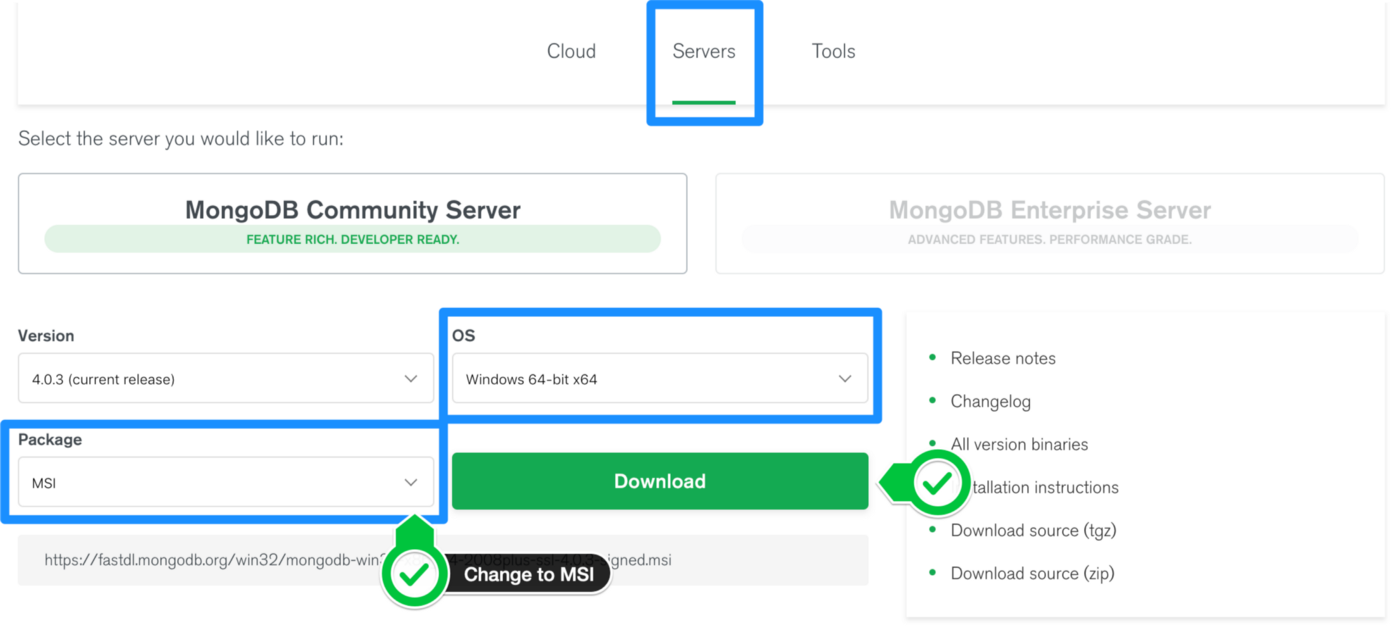 Cloud
Servers
Tools
Select the server you would like to run:
MongoDB Community Server
FEATURE RICH. DEVELOPER READY.
MongoDB Enterprise Server
ADVANCED FEATURES. PERFORMANCE GRADE.
Version
4.0.3 (current release)
OS
Windows 64-bit x64
Package
MSI
Download
https://fastdl.mongodb.org/win32/mongodb-win 4-2008plus-ssl-4.0.3-signed.msi
Change to MSI
Release notes
Changelog
All version binaries
tallation instructions
Download source (tgz)
Download source (zip)